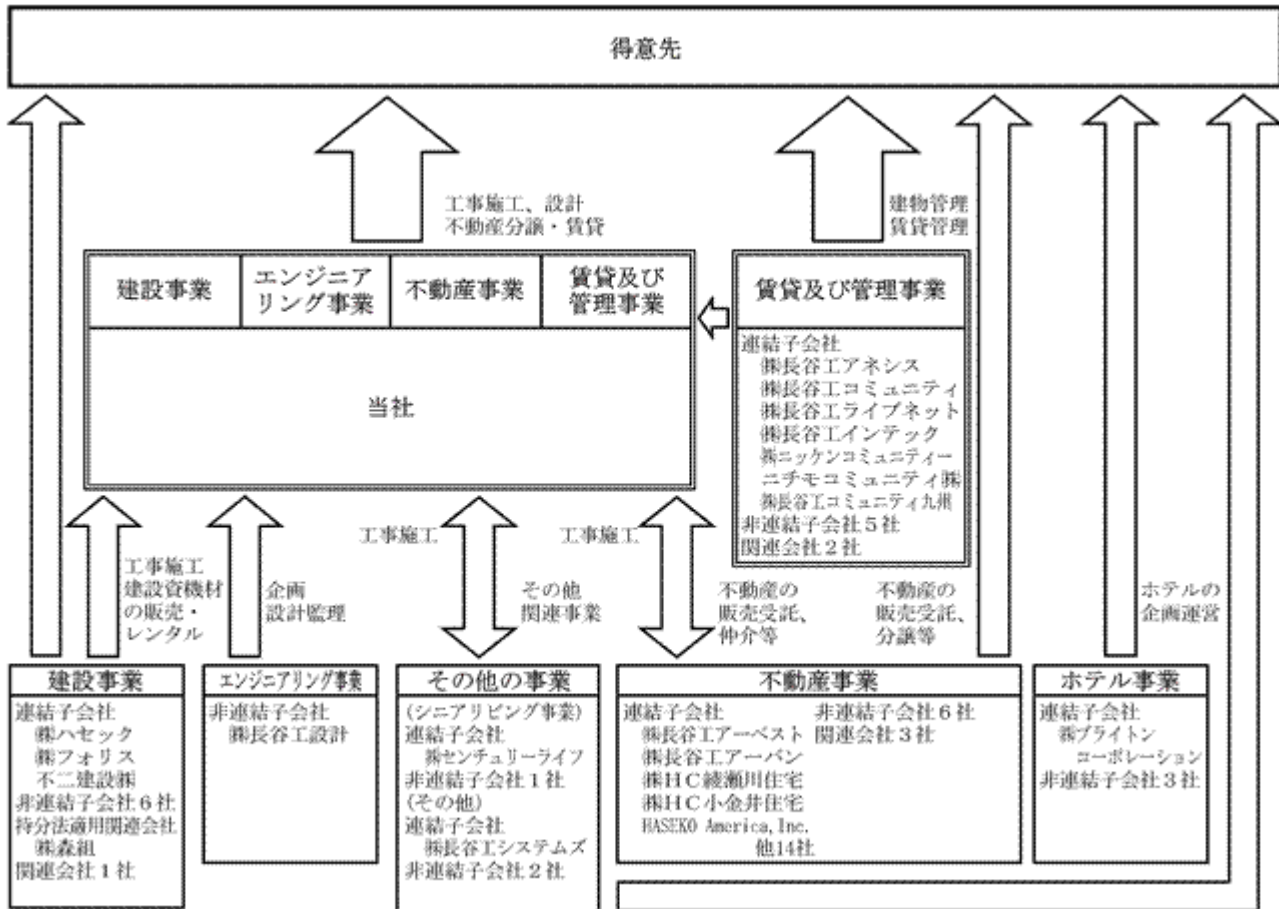 得意先
工事施工、設計
不動産分譲・賃貸
建物管理
賃貸管理
建設事業
エンジニア
リング事業
不動産事業
賃貸及び
管理事業
当社
賃貸及び管理事業
連結子会社
㈱長谷工アネシス
㈱長谷工コミュニティ
㈱長谷工ライブネット
㈱長谷工インテック
㈱ニッケンコミュニティー
ニチモコミュニティ㈱
㈱長谷工コミュニティ九州
非連結子会社5社
関連会社2社
工事施工
建設資機材
の販売・
レンタル
企画
設計監理
工事施工
その他
関連事業
工事施工
不動産の
販売受託、
仲介等
不動産の
販売受託、
分譲等
ホテルの
企画運営
建設事業
連結子会社
㈱ハセック
㈱フォリス
不二建設㈱
非連結子会社6社
持分法適用関連会社
㈱森組
関連会社1社
エンジニアリング事業
非連結子会社
㈱長谷工設計
その他の事業
(シニアリビング事業)
連結子会社
㈱センチュリーライフ
非連結子会社1社
(その他)
連結子会社
㈱長谷工システムズ
非連結子会社2社
不動産事業
連結子会社
㈱長谷工アーベスト
㈱長谷工アーバン
㈱HC綾瀬川住宅
㈱HC小金井住宅
HASEKO America,Inc.
他14社
非連結子会社6社
関連会社3社
ホテル事業
連結子会社
㈱ブライトン
コーポレーション
非連結子会社3社